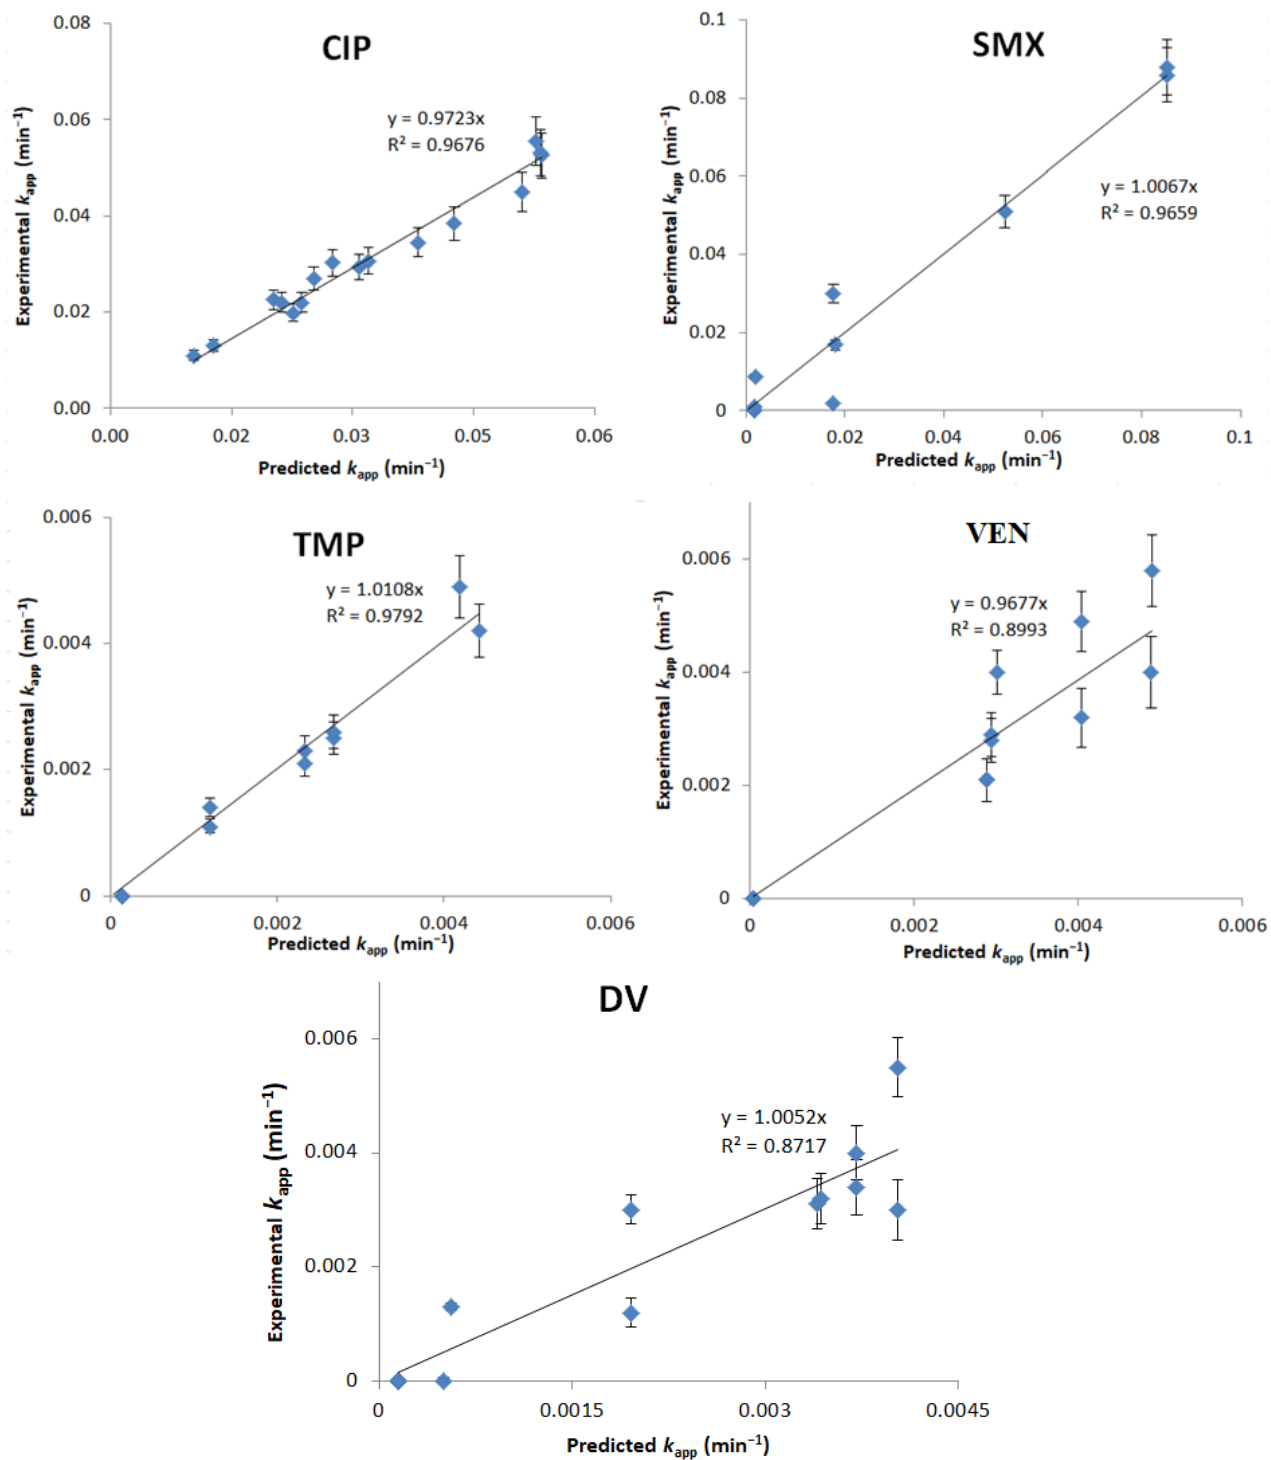 CIP
0.08
0.06
0.04
0.02
0.00
Experimental kapp (min−1)
y = 0.9723x
R² = 0.9676
0.00 0.02 0.03 0.05 0.06
Predicted kapp (min−1)
SMX
0.1
0.08
0.06
0.04
0.02
0
Experimental kapp (min−1)
y = 1.0067x
R² = 0.9659
0 0.02 0.04 0.06 0.08 0.1
Predicted kapp (min−1)
TMP
0.006
0.004
0.002
0
Experimental kapp (min−1)
y = 1.0108x
R² = 0.9792
0 0.002 0.004 0.006
Predicted kapp (min−1)
VEN
0.006
0.004
0.002
0
Experimental kapp (min−1)
y = 0.9677x
R² = 0.8993
0 0.002 0.004 0.006
Predicted kapp (min−1)
DV
0.006
0.004
0.002
0
Experimental kapp (min−1)
y = 1.0052x
R² = 0.8717
0 0.0015 0.003 0.0045
Predicted kapp (min−1)